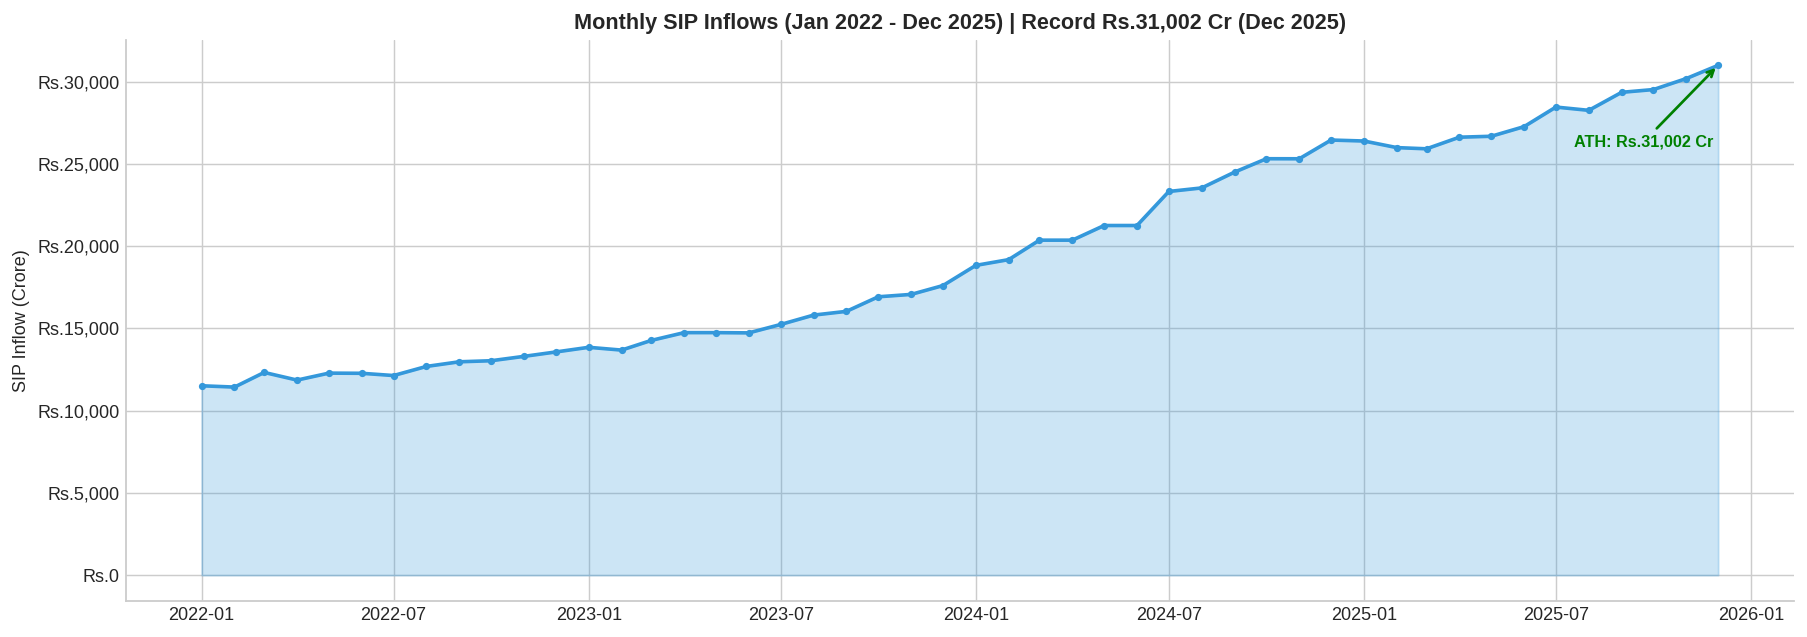 Monthly SIP Inflows (Jan 2022 - Dec 2025) | Record Rs.31,002 Cr (Dec 2025)
SIP Inflow (Crore)
Rs.30,000
Rs.25,000
Rs.20,000
Rs.15,000
Rs.10,000
Rs.5,000
Rs.0
ATH: Rs.31,002 Cr
2022-01
2022-07
2023-01
2023-07
2024-01
2024-07
2025-01
2025-07
2026-01